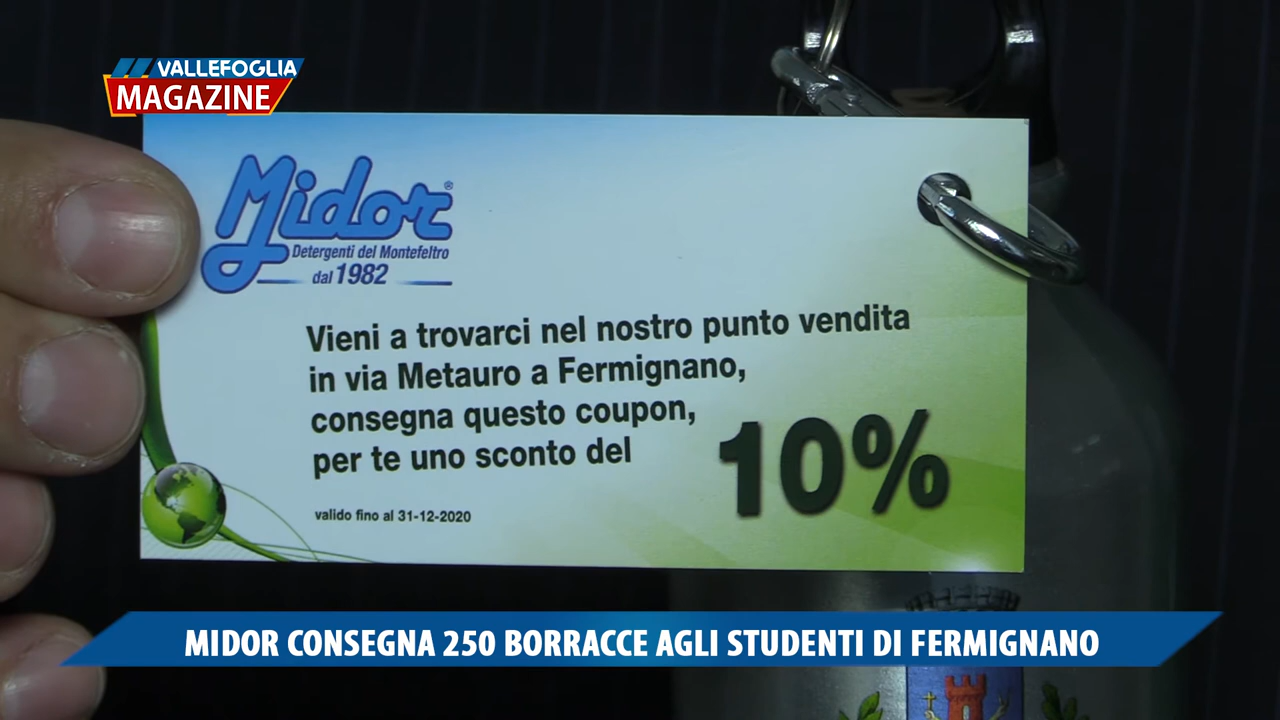 VALLEFOGLIA
MAGAZINE
Midor®
Detergenti del Montefeltro
dal 1982
Vieni a trovarci nel nostro punto vendita
in via Metauro a Fermignano,
consegna questo coupon,
per te uno sconto del
10%
valido fino al 31-12-2020
MIDOR CONSEGNA 250 BORRACCE AGLI STUDENTI DI FERMIGNANO